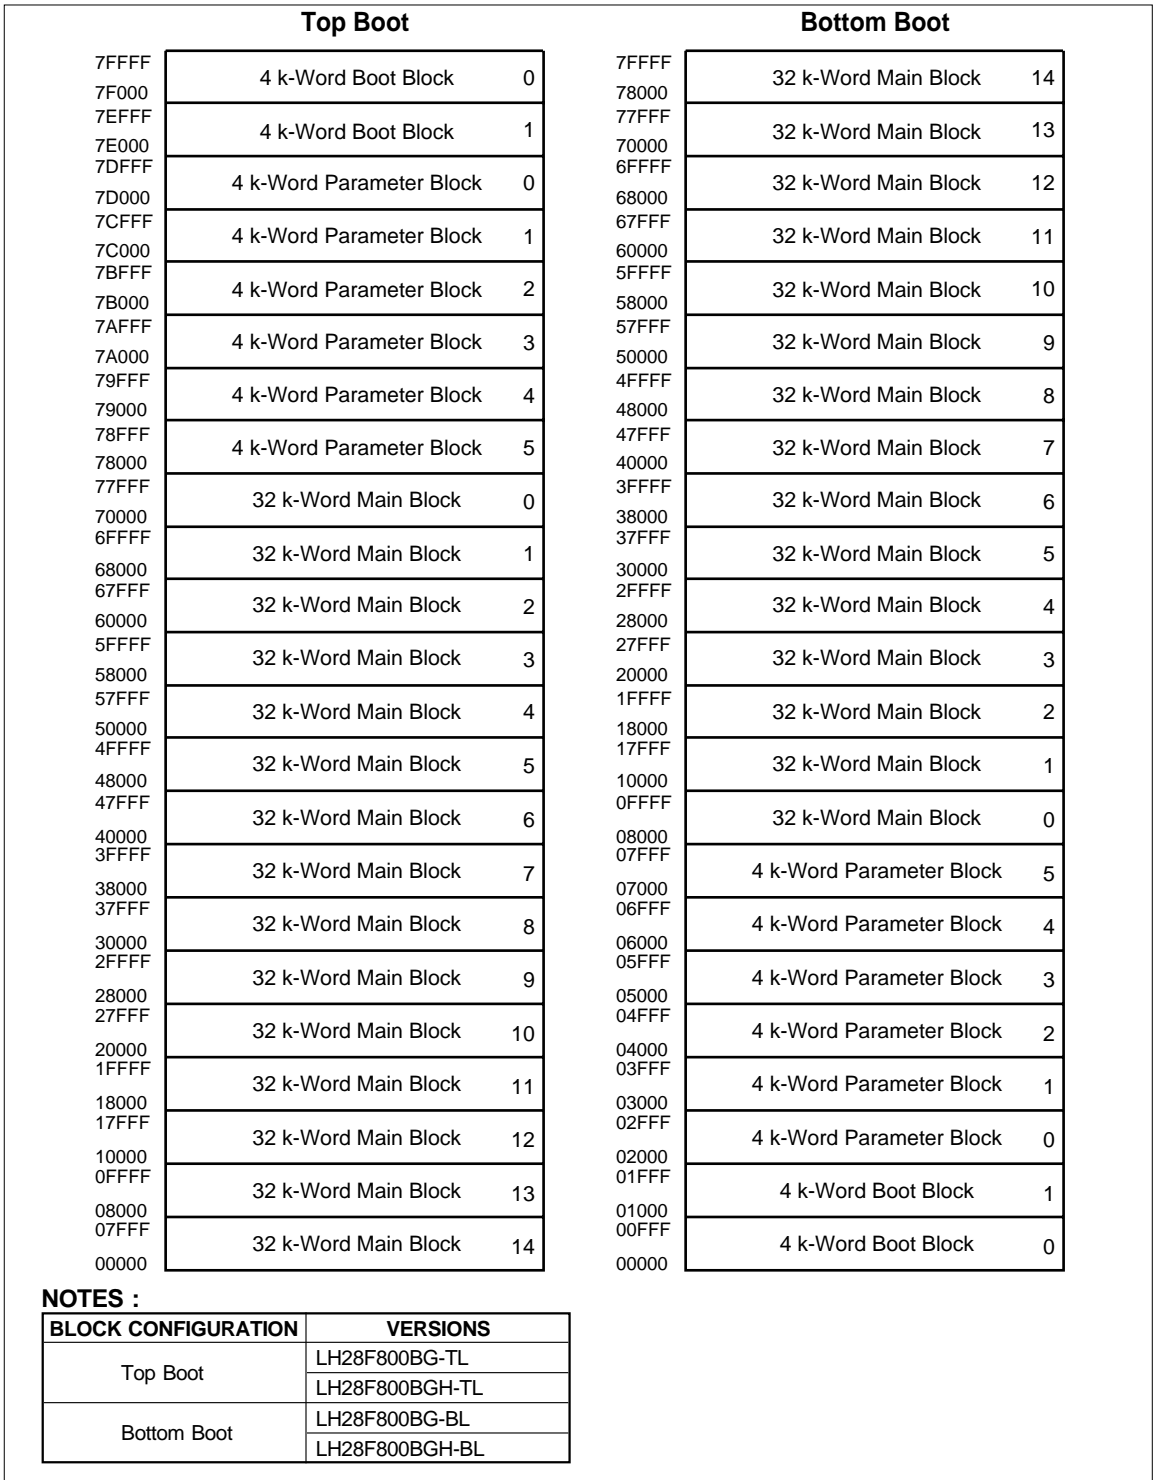 Top Boot
7FFFF
4 k-Word Boot Block 0
7F000
7EFFF
4 k-Word Boot Block 1
7E000
7DFFF
4 k-Word Parameter Block 0
7D000
7CFFF
4 k-Word Parameter Block 1
7C000
7BFFF
4 k-Word Parameter Block 2
7B000
7AFFF
4 k-Word Parameter Block 3
7A000
79FFF
4 k-Word Parameter Block 4
79000
78FFF
4 k-Word Parameter Block 5
78000
77FFF
32 k-Word Main Block 0
70000
6FFFF
32 k-Word Main Block 1
68000
67FFF
32 k-Word Main Block 2
60000
5FFFF
32 k-Word Main Block 3
58000
57FFF
32 k-Word Main Block 4
50000
4FFFF
32 k-Word Main Block 5
48000
47FFF
32 k-Word Main Block 6
40000
3FFFF
32 k-Word Main Block 7
38000
37FFF
32 k-Word Main Block 8
30000
2FFFF
32 k-Word Main Block 9
28000
27FFF
32 k-Word Main Block 10
20000
1FFFF
32 k-Word Main Block 11
18000
17FFF
32 k-Word Main Block 12
10000
0FFFF
32 k-Word Main Block 13
08000
07FFF
32 k-Word Main Block 14
00000
Bottom Boot
7FFFF
32 k-Word Main Block 14
78000
77FFF
32 k-Word Main Block 13
70000
6FFFF
32 k-Word Main Block 12
68000
67FFF
32 k-Word Main Block 11
60000
5FFFF
32 k-Word Main Block 10
58000
57FFF
32 k-Word Main Block 9
50000
4FFFF
32 k-Word Main Block 8
48000
47FFF
32 k-Word Main Block 7
40000
3FFFF
32 k-Word Main Block 6
38000
37FFF
32 k-Word Main Block 5
30000
2FFFF
32 k-Word Main Block 4
28000
27FFF
32 k-Word Main Block 3
20000
1FFFF
32 k-Word Main Block 2
18000
17FFF
32 k-Word Main Block 1
10000
0FFFF
32 k-Word Main Block 0
08000
07FFF
4 k-Word Parameter Block 5
07000
06FFF
4 k-Word Parameter Block 4
06000
05FFF
4 k-Word Parameter Block 3
05000
04FFF
4 k-Word Parameter Block 2
04000
03FFF
4 k-Word Parameter Block 1
03000
02FFF
4 k-Word Parameter Block 0
02000
01FFF
4 k-Word Boot Block 1
01000
00FFF
4 k-Word Boot Block 0
00000
NOTES :
BLOCK CONFIGURATION VERSIONS
Top Boot
LH28F800BG-TL
LH28F800BGH-TL
Bottom Boot
LH28F800BG-BL
LH28F800BGH-BL